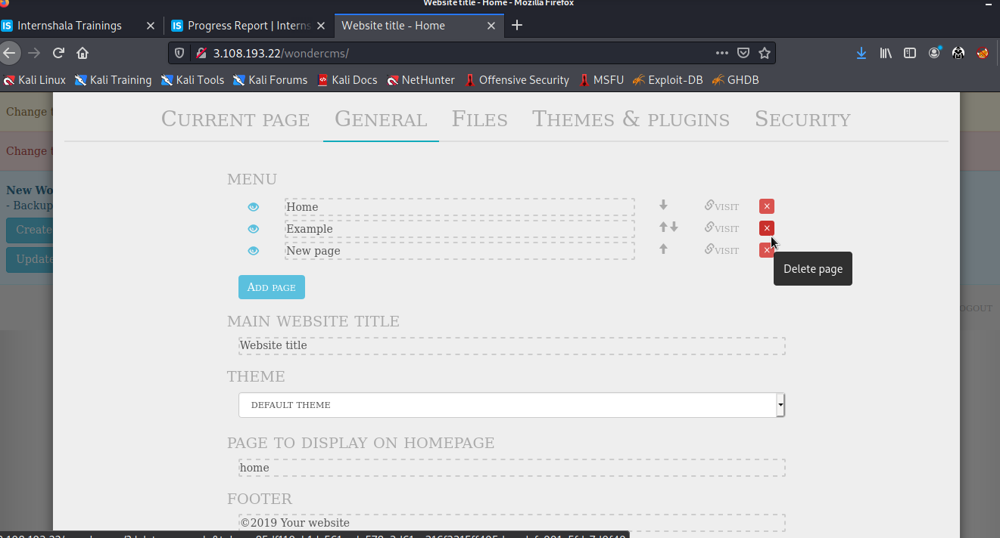 Website title - Home - Mozilla Firefox
Internshala Trainings
Progress Report | Interns
Website title - Home
3.108.193.22/wondercms/
Kali Linux Kali Training Kali Tools Kali Forums Kali Docs NetHunter Offensive Security MSFU Exploit-DB GHDB
CURRENT PAGE GENERAL FILES THEMES & PLUGINS SECURITY
Change t
Change t
New Wo
- Backup
Create
Update
MENU
Home VISIT
Example VISIT
New page VISIT
Delete page
ADD PAGE
OGOUT
MAIN WEBSITE TITLE
Website title
THEME
DEFAULT THEME
PAGE TO DISPLAY ON HOMEPAGE
home
FOOTER
©2019 Your website